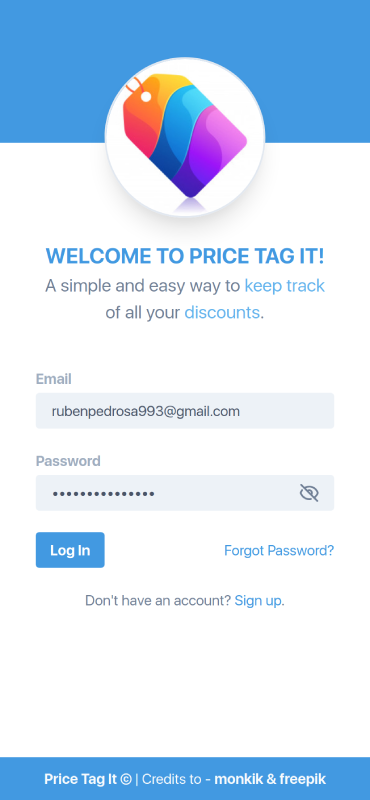 WELCOME TO PRICE TAG IT!
A simple and easy way to keep track
of all your discounts.
Email
rubenpedrosa993@gmail.com
Password
•••••••••••••••
Log In
Forgot Password?
Don't have an account? Sign up.
Price Tag It © | Credits to - monkik & freepik